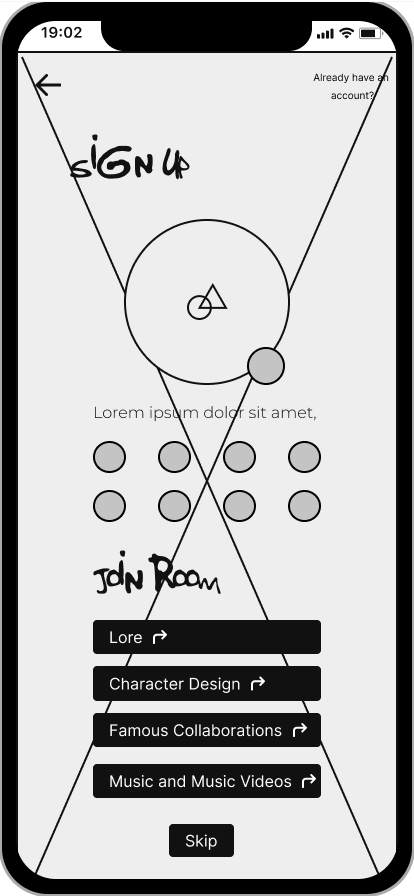 19:02
Already have an
account?
SiGN UP
Lorem ipsum dolor sit amet,
JOiN ROOM
Lore
Character Design
Famous Collaborations
Music and Music Videos
Skip